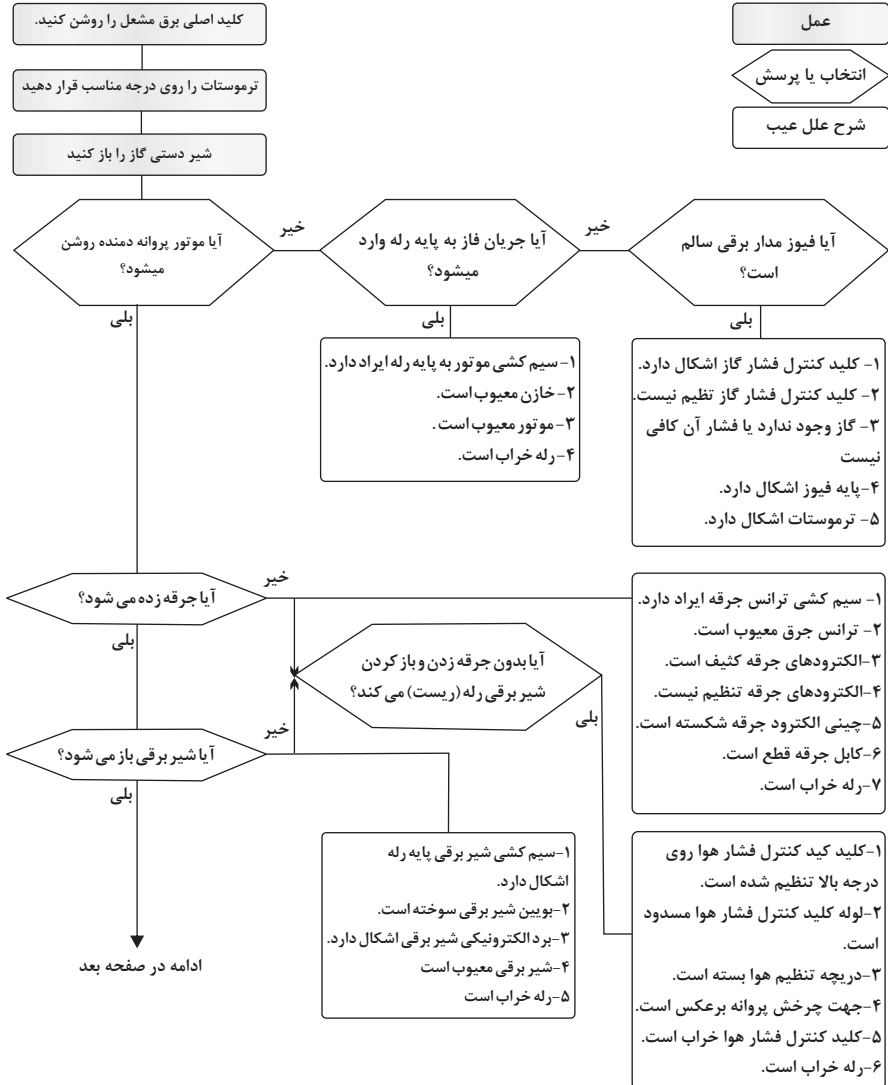 کلید اصلی برق مشعل را روشن کنید.
ترموستات را روی درجه مناسب قرار دهید
شیر دستی گاز را باز کنید
عمل
انتخاب یا پرسش
شرح علل عیب
آیا موتور پروانه دمنده روشن
میشود؟
خیر
آیا جریان فاز به پایه رله وارد
میشود؟
خیر
آیا فیوز مدار برقی سالم
است؟
بلی
بلی
بلی
۱- سیم کشی موتور به پایه رله ایراد دارد.
۲-خازن معیوب است.
۳-موتور معیوب است .
۴-رله خراب است.
۱- کلید کنترل فشار گاز اشکال دارد.
۲- کلید کنترل فشار گاز تظیم نیست.
۳- گاز وجود ندارد یا فشار آن کافی
نیست
۴-پایه فیوز اشکال دارد.
۵- ترموستات اشکال دارد.
آیا جرقه زده می شود؟
خیر
بلی
۱- سیم کشی ترانس جرقه ایراد دارد.
۲- ترانس جرق معیوب است.
۳-الکترودهای جرقه کثیف است.
۴-الکترودهای جرقه تنظیم نیست.
۵-چینی الکترود جرقه شکسته است.
۶-کابل جرقه قطع است.
۷-رله خراب است.
آیا بدون جرقه زدن و باز کردن
شیر برقی رله (ریست) می کند؟
بلی
آیا شیر برقی باز می شود؟
خیر
بلی
۱-سیم کشی شیر برقی پایه رله
اشکال دارد.
۲-بویین شیر برقی سوخته است.
۳-برد الکترونیکی شیر برقی اشکال دارد.
۴-شیر برقی معیوب است
۵-رله خراب است
۱-کلید کید کنترل فشار هوا روی
درجه بالا تنظیم شده است.
۲-لوله کلید کنترل فشار هوا مسدود
است.
۳-دریچه تنظیم هوا بسته است.
۴-جهت چرخش پروانه برعکس است.
۵-کلید کنترل فشار هوا خراب است.
۶-رله خراب است.
ادامه در صفحه بعد